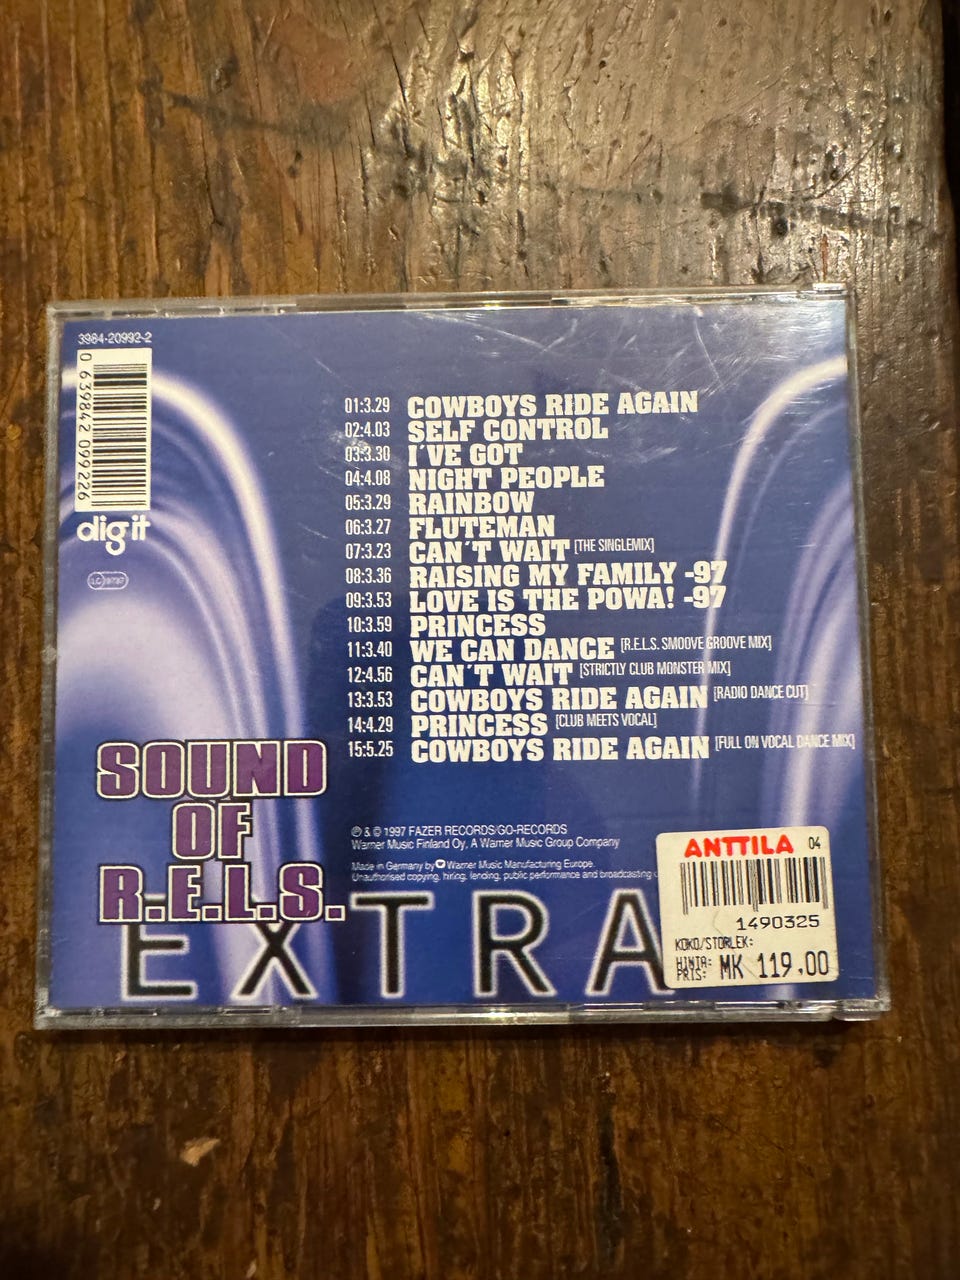 3984-20992-2
0 639842 099226
dig it
LC 9787
01:3.29 COWBOYS RIDE AGAIN
02:4.03 SELF CONTROL
03:3.30 I´VE GOT
04:4.08 NIGHT PEOPLE
05:3.29 RAINBOW
06:3.27 FLUTEMAN
07:3.23 CAN´T WAIT [THE SINGLEMIX]
08:3.36 RAISING MY FAMILY -97
09:3.53 LOVE IS THE POWA! -97
10:3.59 PRINCESS
11:3.40 WE CAN DANCE [R.E.L.S. SMOOVE GROOVE MIX]
12:4.56 CAN´T WAIT [STRICTLY CLUB MONSTER MIX]
13:3.53 COWBOYS RIDE AGAIN [RADIO DANCE CUT]
14:4.29 PRINCESS [CLUB MEETS VOCAL]
15:5.25 COWBOYS RIDE AGAIN [FULL ON VOCAL DANCE MIX]
SOUND
OF
R.E.L.S.
EXTRA
℗ & © 1997 FAZER RECORDS/GO-RECORDS
Warner Music Finland Oy, A Warner Music Group Company
Made in Germany by Warner Music Manufacturing Europe.
Unauthorised copying, hiring, lending, public performance and broadcasting
ANTTILA 04
1490325
KOKO/STORLEK:
HINTA:
PRIS: MK 119,00